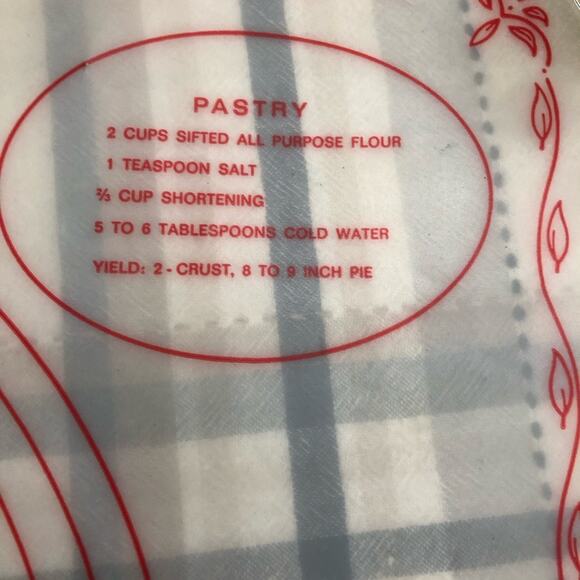 PASTRY
2 CUPS SIFTED ALL PURPOSE FLOUR
1 TEASPOON SALT
⅔ CUP SHORTENING
5 TO 6 TABLESPOONS COLD WATER
YIELD: 2 - CRUST, 8 TO 9 INCH PIE